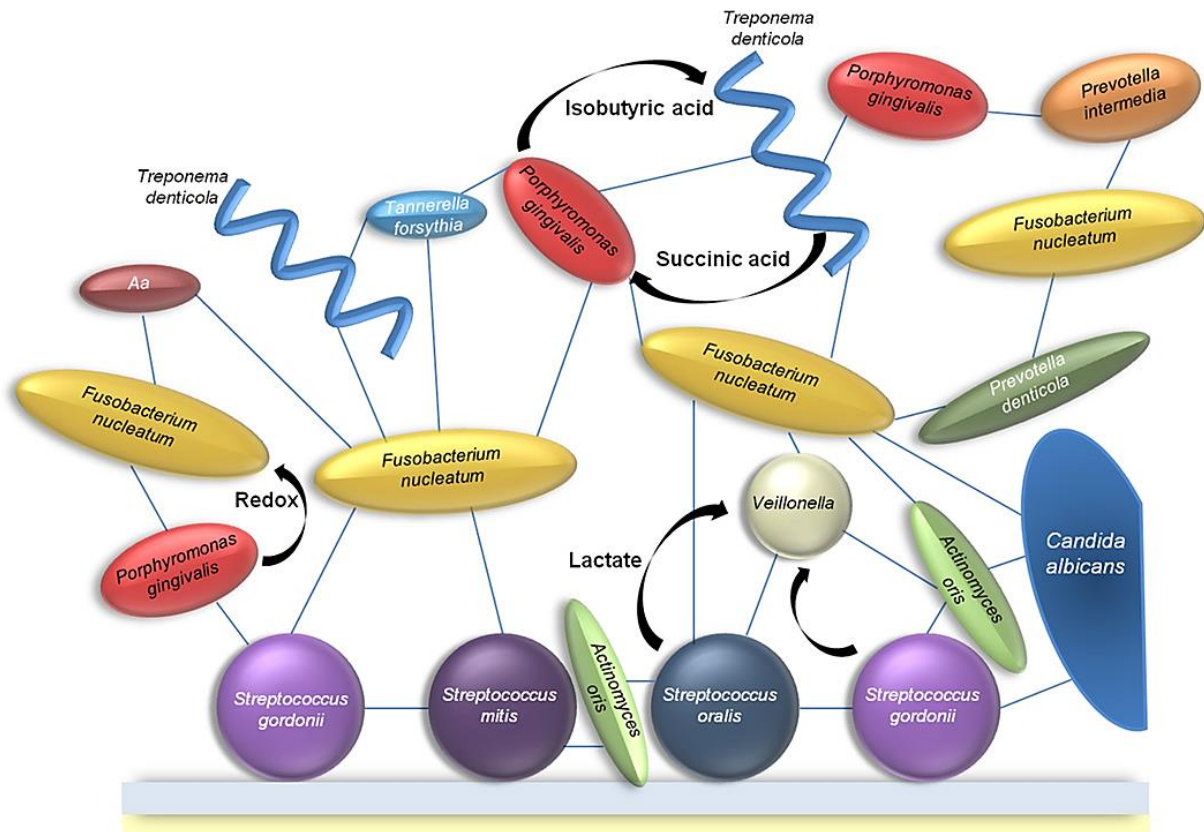 Treponema
denticola
Porphyromonas
gingivalis
Prevotella
intermedia
Isobutyric acid
Treponema
denticola
Tannerella
forsythia
Porphyromonas
gingivalis
Fusobacterium
nucleatum
Succinic acid
Aa
Fusobacterium
nucleatum
Fusobacterium
nucleatum
Prevotella
denticola
Fusobacterium
nucleatum
Redox
Veillonella
Porphyromonas
gingivalis
Lactate
Actinomyces
oris
Candida
albicans
Streptococcus
gordonii
Streptococcus
mitis
Actinomyces
oris
Streptococcus
oralis
Streptococcus
gordonii